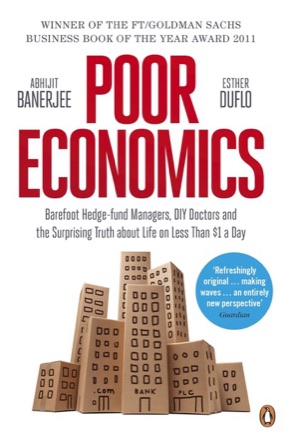 WINNER OF THE FT/GOLDMAN SACHS
BUSINESS BOOK OF THE YEAR AWARD 2011
ABHIJIT
BANERJEE
ESTHER
DUFLO
POOR
ECONOMICS
Barefoot Hedge-fund Managers, DIY Doctors and
the Surprising Truth about Life on Less Than $1 a Day
'Refreshingly
original ... making
waves ... an entirely
new perspective'
Guardian
.COM
BANK
PLC